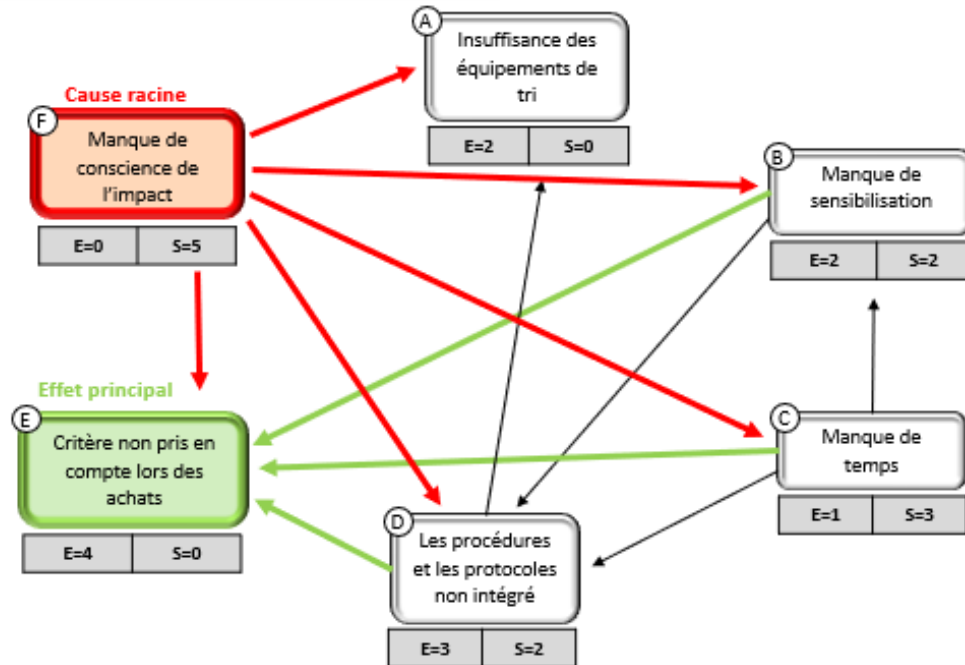 A
Insuffisance des
équipements de
tri
E=2 S=0
Cause racine
F
Manque de
conscience de
l'impact
E=0 S=5
B
Manque de
sensibilisation
E=2 S=2
Effet principal
E
Critère non pris en
compte lors des
achats
E=4 S=0
C
Manque de
temps
E=1 S=3
D
Les procédures
et les protocoles
non intégré
E=3 S=2